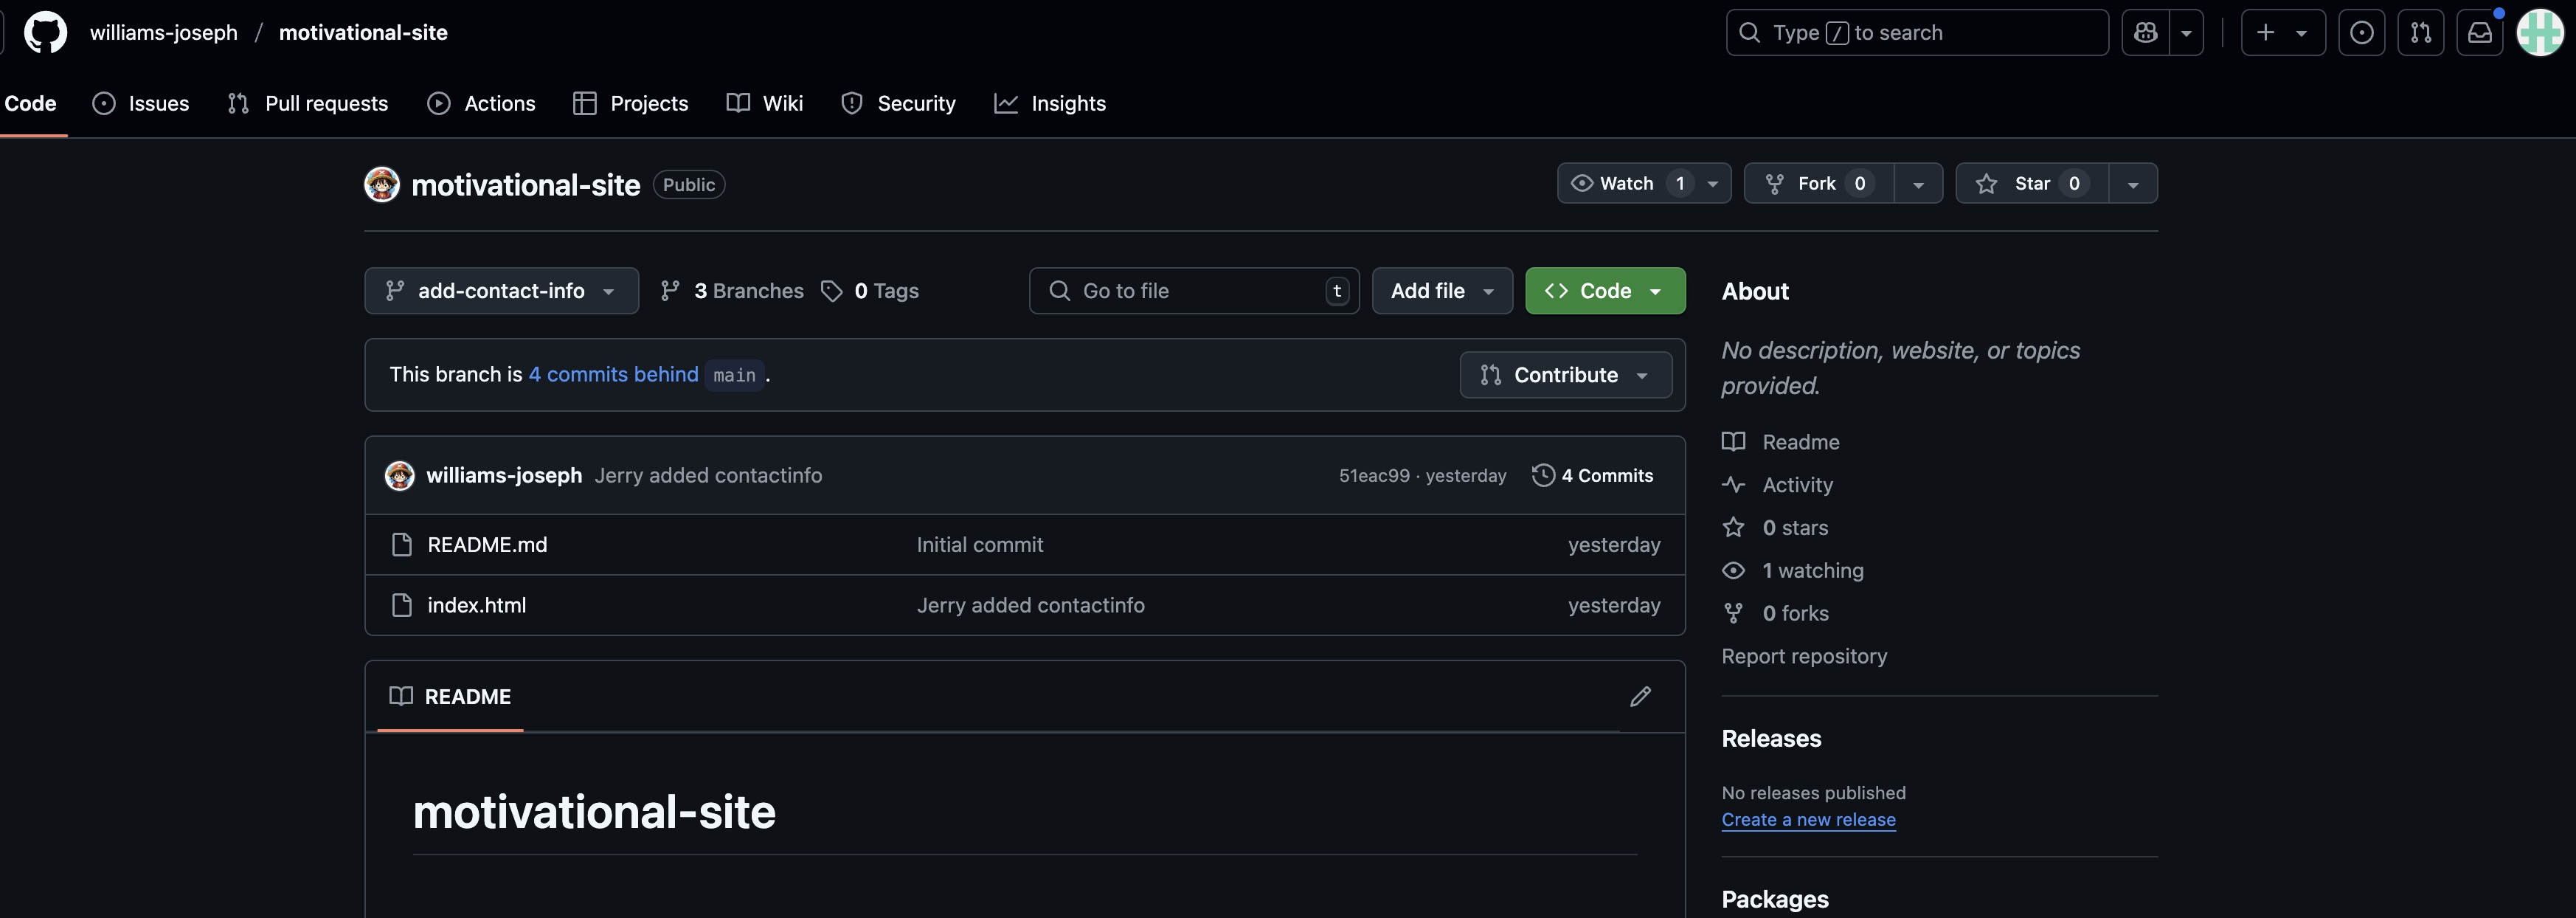 williams-joseph / motivational-site
Type / to search
Code Issues Pull requests Actions Projects Wiki Security Insights
motivational-site Public
Watch 1 Fork 0 Star 0
add-contact-info 3 Branches 0 Tags
Go to file t Add file <> Code
This branch is 4 commits behind main .
Contribute
williams-joseph Jerry added contactinfo 51eac99 · yesterday 4 Commits
README.md Initial commit yesterday
index.html Jerry added contactinfo yesterday
README
motivational-site
About
No description, website, or topics
provided.
Readme
Activity
0 stars
1 watching
0 forks
Report repository
Releases
No releases published
Create a new release
Packages